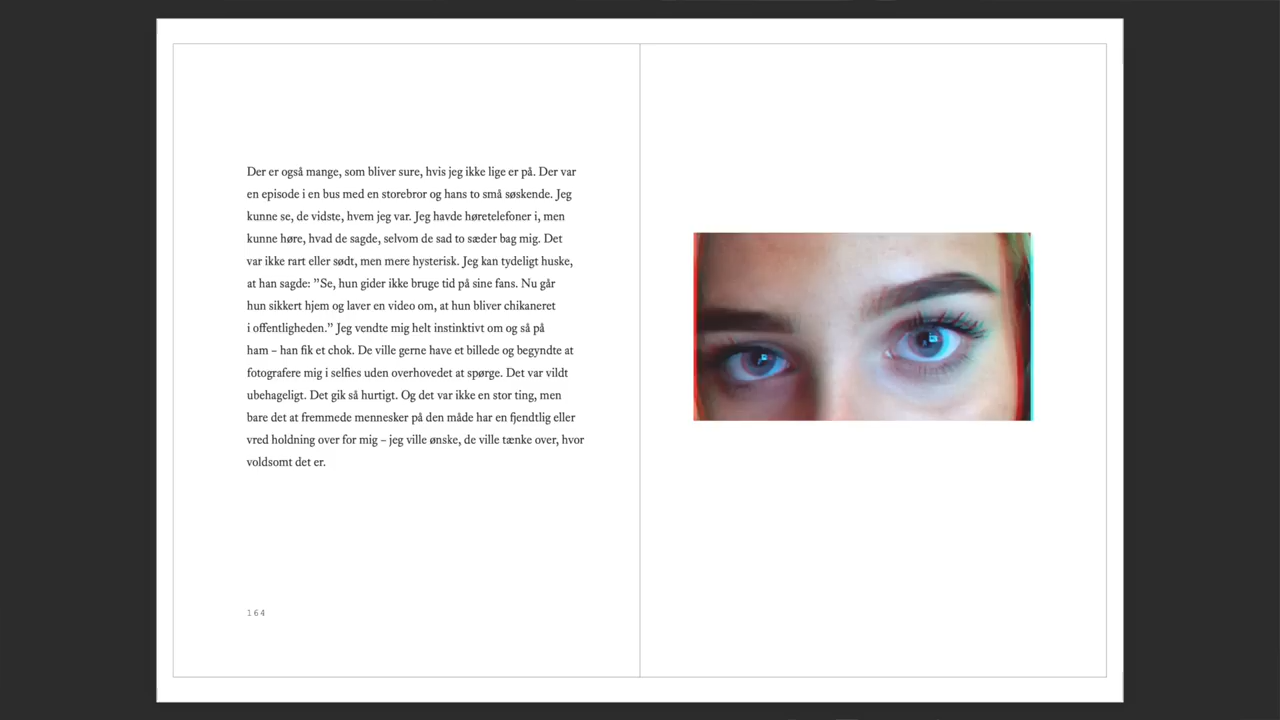 Der er også mange, som bliver sure, hvis jeg ikke lige er på. Der var
en episode i en bus med en storebror og hans to små søskende. Jeg
kunne se, de vidste, hvem jeg var. Jeg havde høretelefoner i, men
kunne høre, hvad de sagde, selvom de sad to sæder bag mig. Det
var ikke rart eller sødt, men mere hysterisk. Jeg kan tydeligt huske,
at han sagde: ”Se, hun gider ikke bruge tid på sine fans. Nu går
hun sikkert hjem og laver en video om, at hun bliver chikaneret
i offentligheden.” Jeg vendte mig helt instinktivt om og så på
ham – han fik et chok. De ville gerne have et billede og begyndte at
fotografere mig i selfies uden overhovedet at spørge. Det var vildt
ubehageligt. Det gik så hurtigt. Og det var ikke en stor ting, men
bare det at fremmede mennesker på den måde har en fjendtlig eller
vred holdning over for mig – jeg ville ønske, de ville tænke over, hvor
voldsomt det er.
164